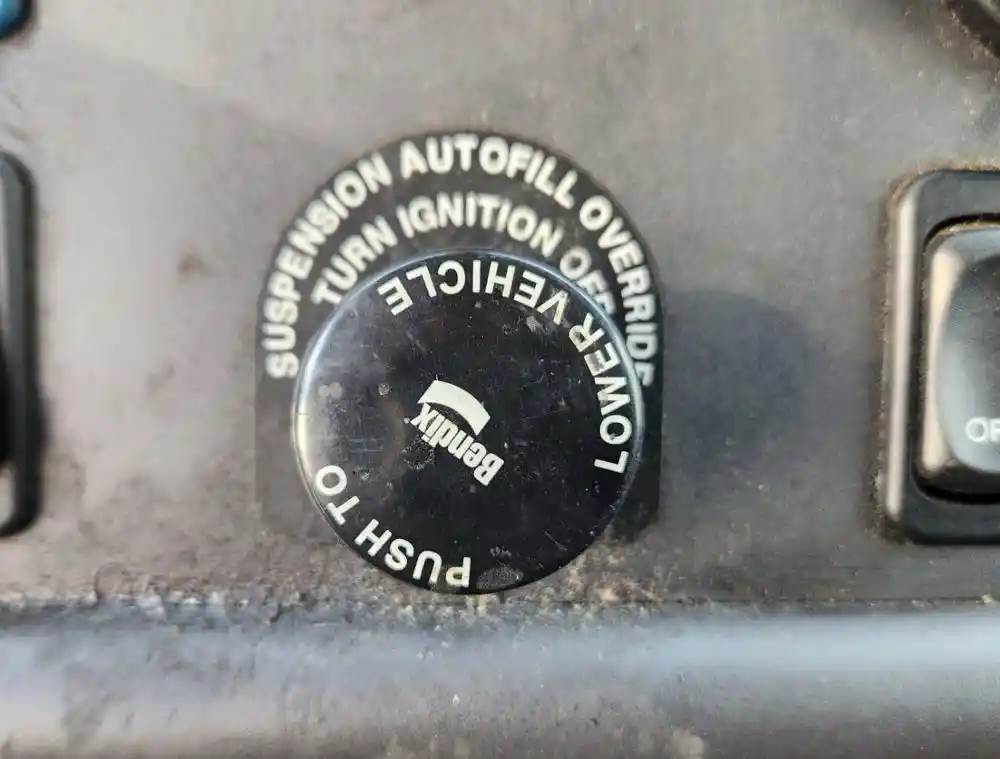 SUSPENSION AUTOFILL OVERRIDE
TURN IGNITION OFF
PUSH TO
LOWER VEHICLE
Bendix